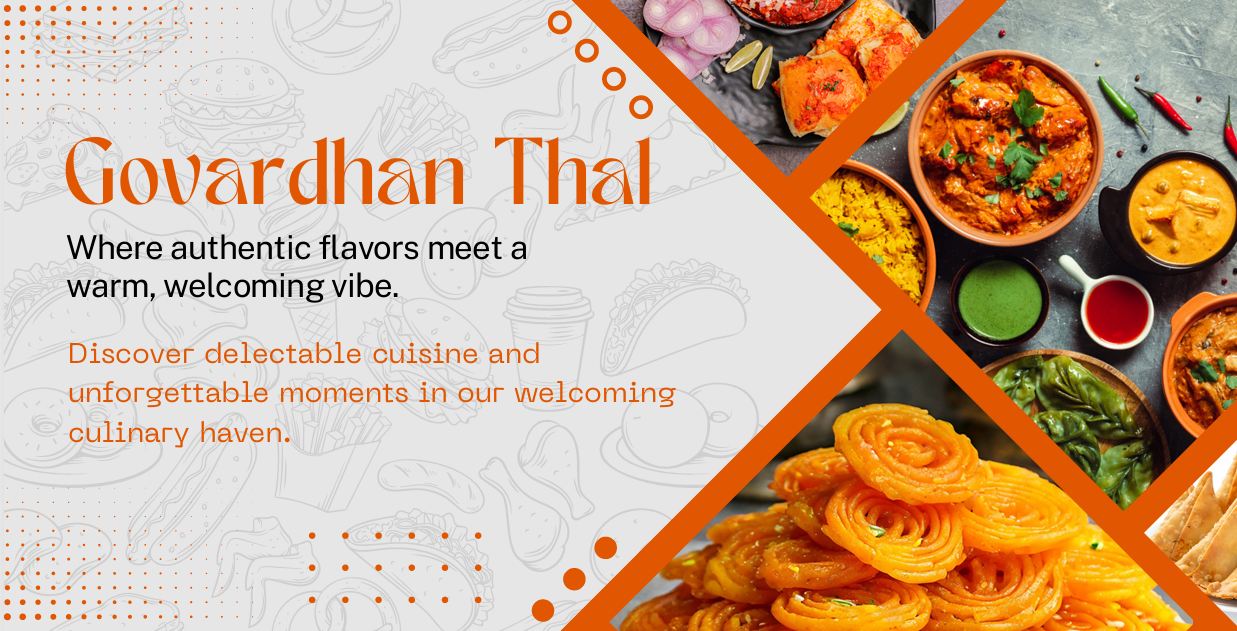 Govardhan Thal
Where authentic flavors meet a
warm, welcoming vibe.
Discover delectable cuisine and
unforgettable moments in our welcoming
culinary haven.